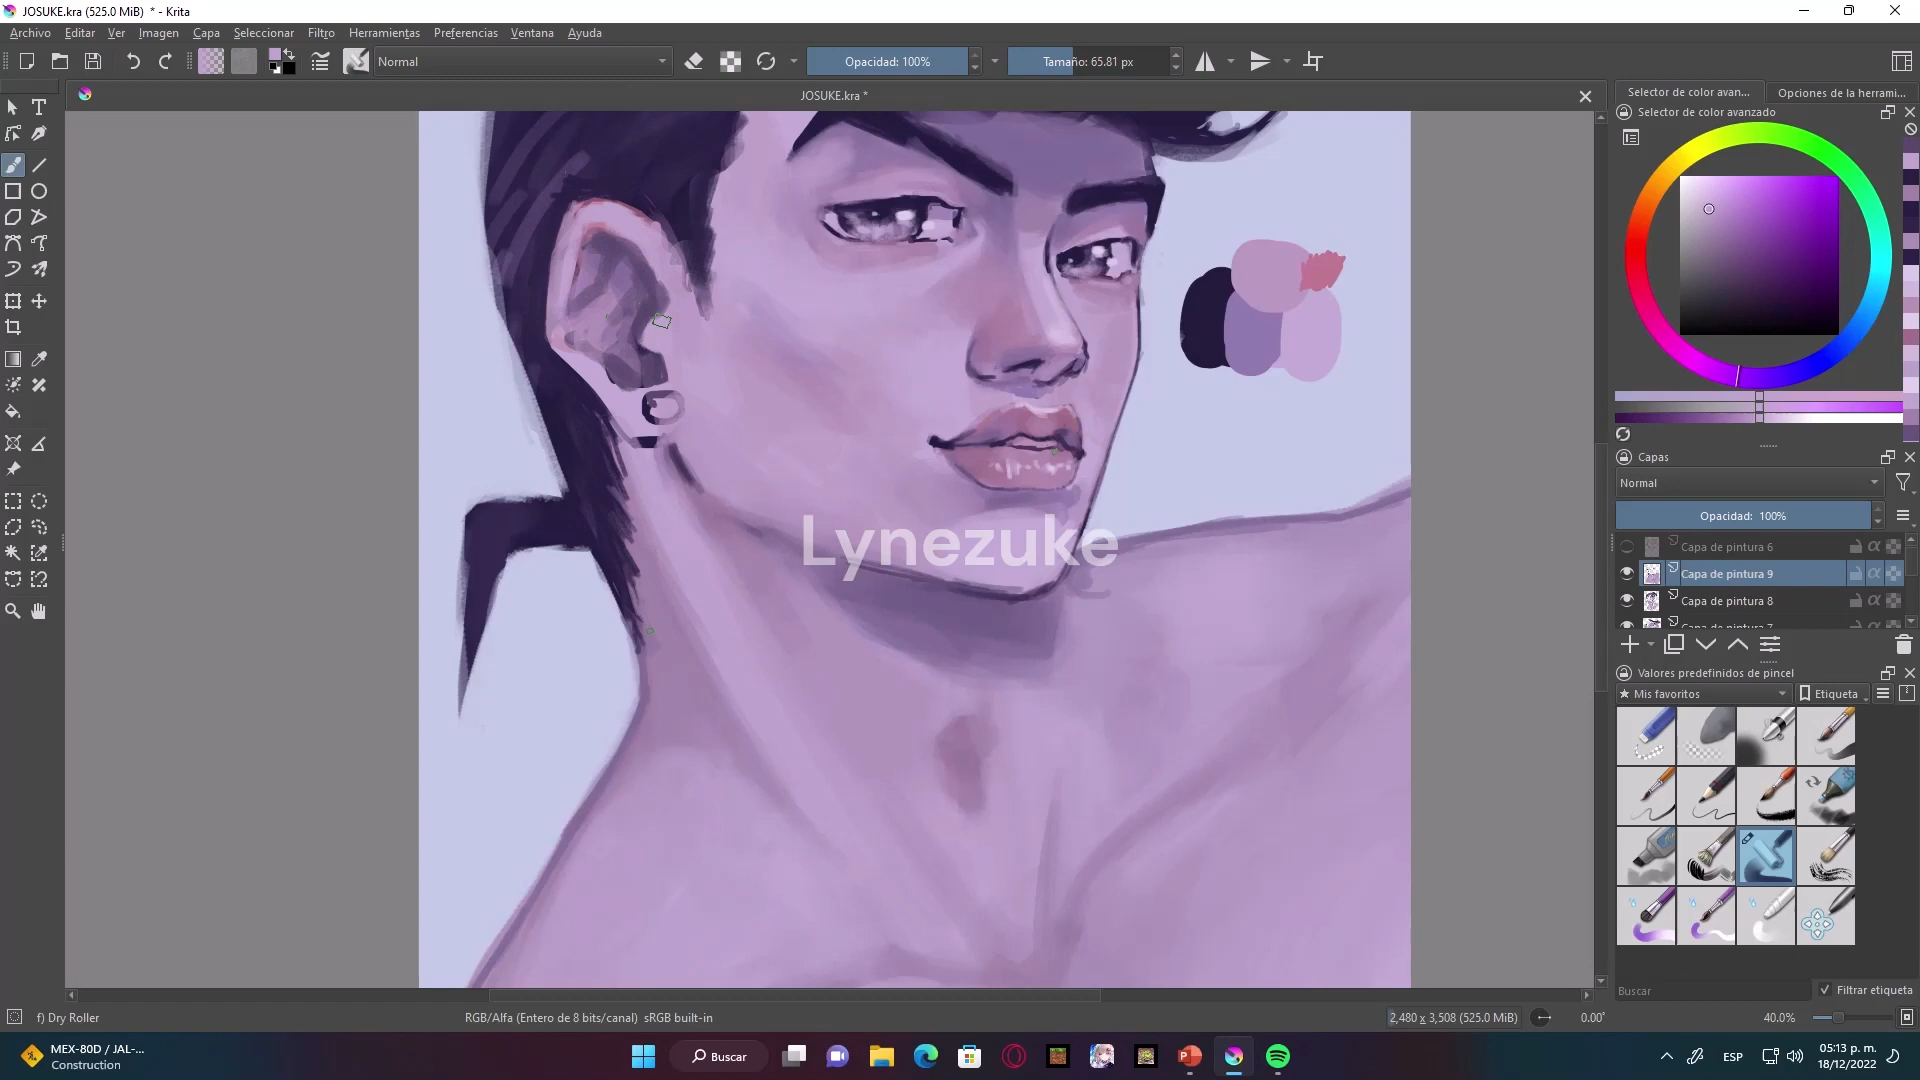 JOSUKE.kra (525.0 MiB)  * - Krita
Archivo Editar Ver Imagen Capa Seleccionar Filtro Herramientas Preferencias Ventana Ayuda
Normal
Opacidad: 100%
Tamaño: 65.81 px
JOSUKE.kra *
Selector de color avan...
Opciones de la herrami...
Selector de color avanzado
Capas
Normal
Opacidad:  100%
Capa de pintura 6
Capa de pintura 9
Capa de pintura 8
Lynezuke
Valores predefinidos de pincel
Mis favoritos
Etiqueta
Buscar
Filtrar etiqueta
f) Dry Roller
RGB/Alfa (Entero de 8 bits/canal)  sRGB built-in
2,480 x 3,508 (525.0 MiB)
0.00°
40.0%
MEX-80D / JAL-...
Construction
Buscar
ESP
05:13 p. m.
18/12/2022